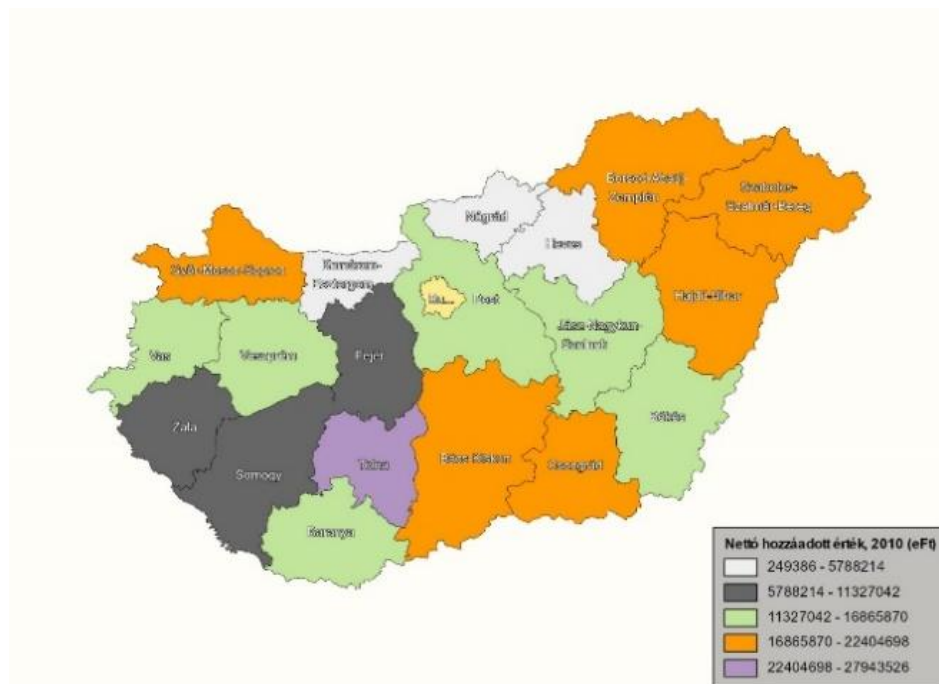 Borsod-Abaúj-
Zemplén
Szabolcs-
Szatmár-Bereg
Nógrád
Heves
Győr-Moson-Sopron
Komárom-
Esztergom
Hajdú-Bihar
Bu...
Pest
Jász-Nagykun-
Szolnok
Vas
Veszprém
Fejér
Békés
Zala
Tolna
Bács-Kiskun
Csongrád
Somogy
Baranya
Nettó hozzáadott érték, 2010 (eFt)
249386 - 5788214
5788214 - 11327042
11327042 - 16865870
16865870 - 22404698
22404698 - 27943526